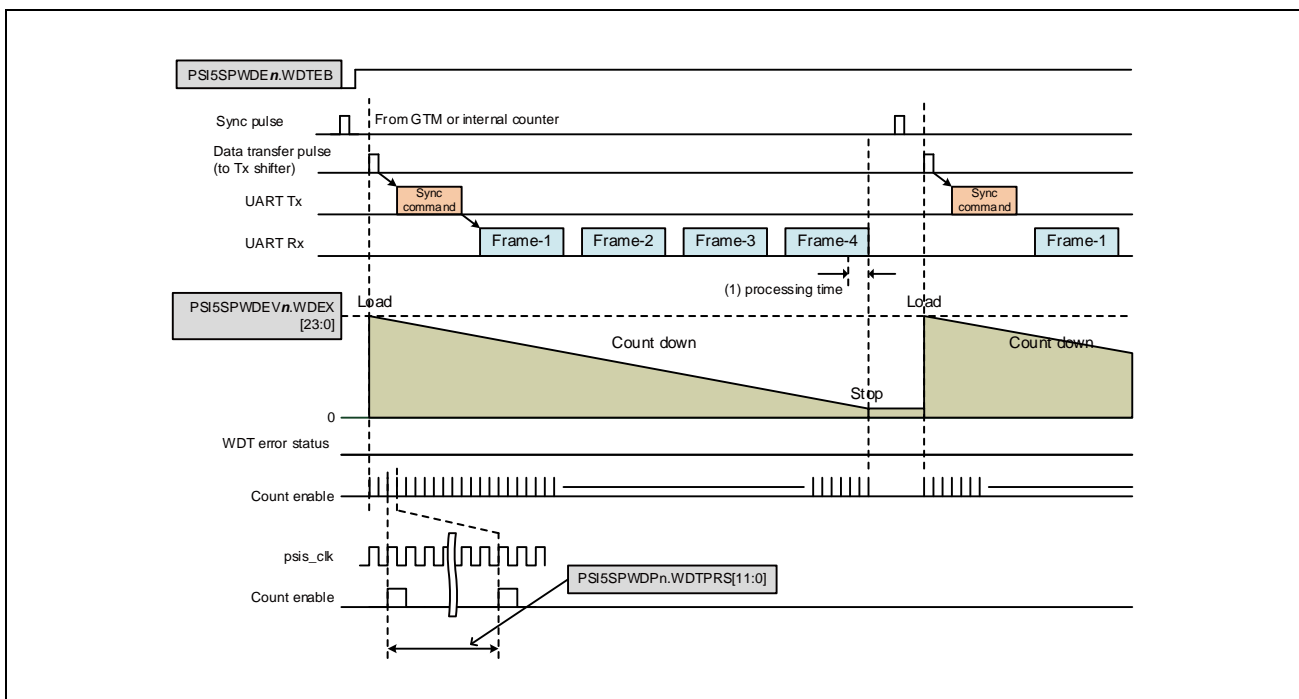 PSI5SPWDEn.WDTEB
Sync pulse
From GTM or internal counter
Data transfer pulse
(to Tx shifter)
UART Tx
Sync
command
Sync
command
UART Rx
Frame-1
Frame-2
Frame-3
Frame-4
Frame-1
(1) processing time
PSI5SPWDEVn.WDEX
[23:0]
Load
Load
Count down
Count down
Stop
0
WDT error status
Count enable
psis_clk
PSI5SPWDPn.WDTPRS[11:0]
Count enable